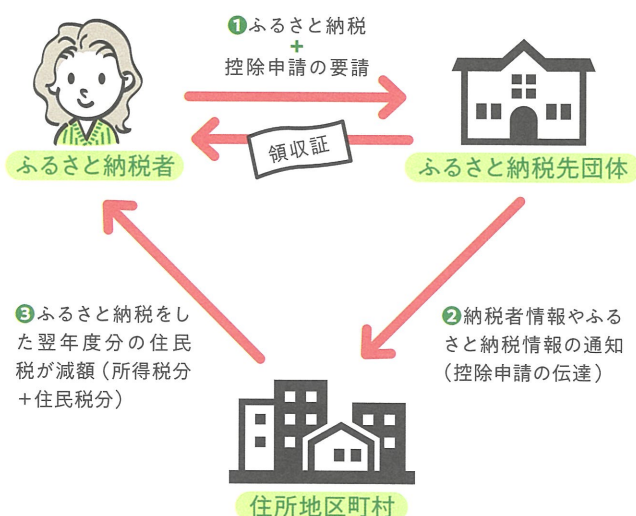 ❶ふるさと納税
+
控除申請の要請
領収証
ふるさと納税者
ふるさと納税先団体
❸ふるさと納税をし
た翌年度分の住民
税が減額（所得税分
+住民税分）
❷納税者情報やふる
さと納税情報の通知
（控除申請の伝達）
住所地区町村